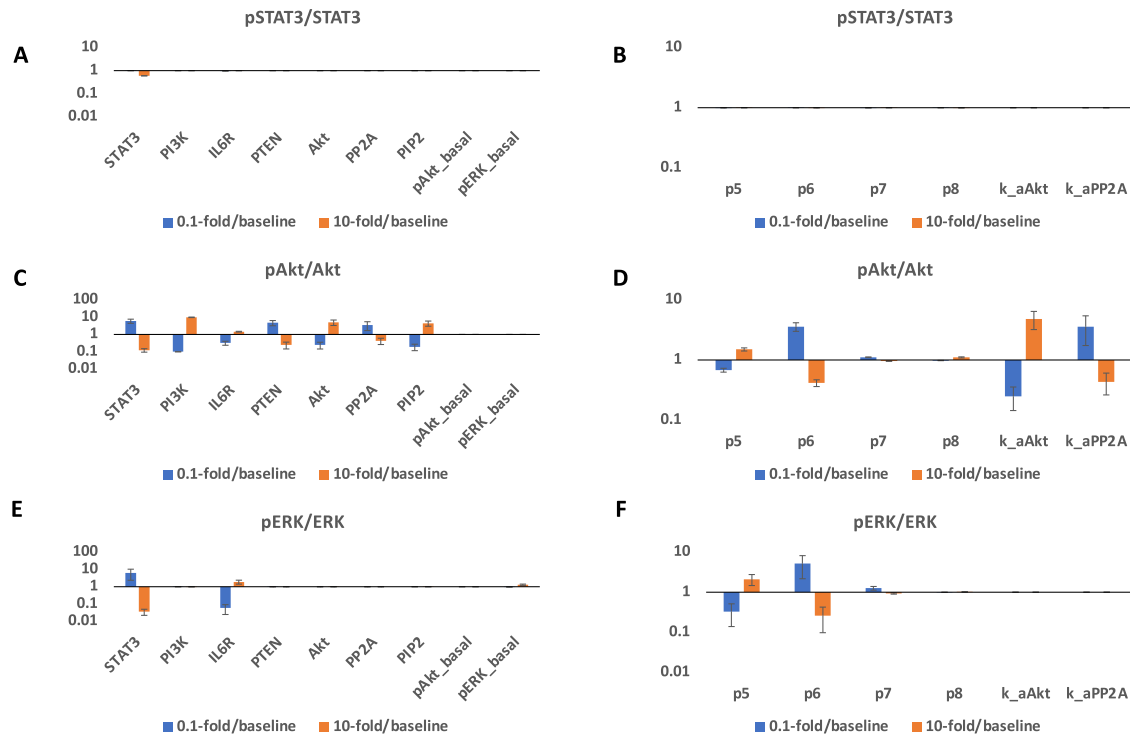 A
pSTAT3/STAT3
10
1
0.1
0.01
STAT3
PI3K
IL6R
PTEN
Akt
PP2A
PIP2
pAkt_basal
pERK_basal
0.1-fold/baseline 10-fold/baseline
B
pSTAT3/STAT3
10
1
0.1
p5 p6 p7 p8 k_aAkt k_aPP2A
0.1-fold/baseline 10-fold/baseline
C
pAkt/Akt
100
10
1
0.1
0.01
STAT3
PI3K
IL6R
PTEN
Akt
PP2A
PIP2
pAkt_basal
pERK_basal
0.1-fold/baseline 10-fold/baseline
D
pAkt/Akt
10
1
0.1
p5 p6 p7 p8 k_aAkt k_aPP2A
0.1-fold/baseline 10-fold/baseline
E
pERK/ERK
100
10
1
0.1
0.01
STAT3
PI3K
IL6R
PTEN
Akt
PP2A
PIP2
pAkt_basal
pERK_basal
0.1-fold/baseline 10-fold/baseline
F
pERK/ERK
10
1
0.1
0.01
p5 p6 p7 p8 k_aAkt k_aPP2A
0.1-fold/baseline 10-fold/baseline